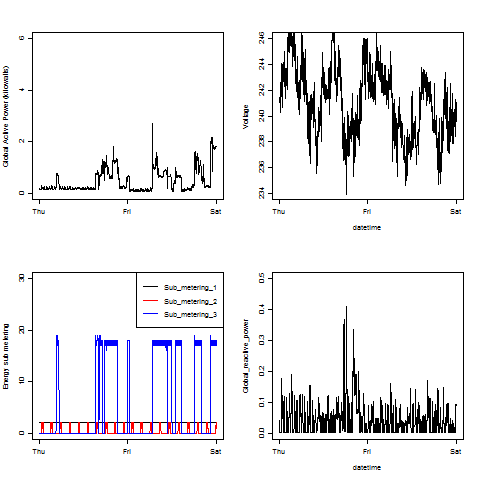 Global Active Power (kilowatts)
0 2 4 6
Thu Fri Sat
Voltage
234 236 238 240 242 244 246
Thu Fri Sat
datetime
Energy sub metering
0 10 20 30
Sub_metering_1
Sub_metering_2
Sub_metering_3
Thu Fri Sat
Global_reactive_power
0.0 0.1 0.2 0.3 0.4 0.5
Thu Fri Sat
datetime